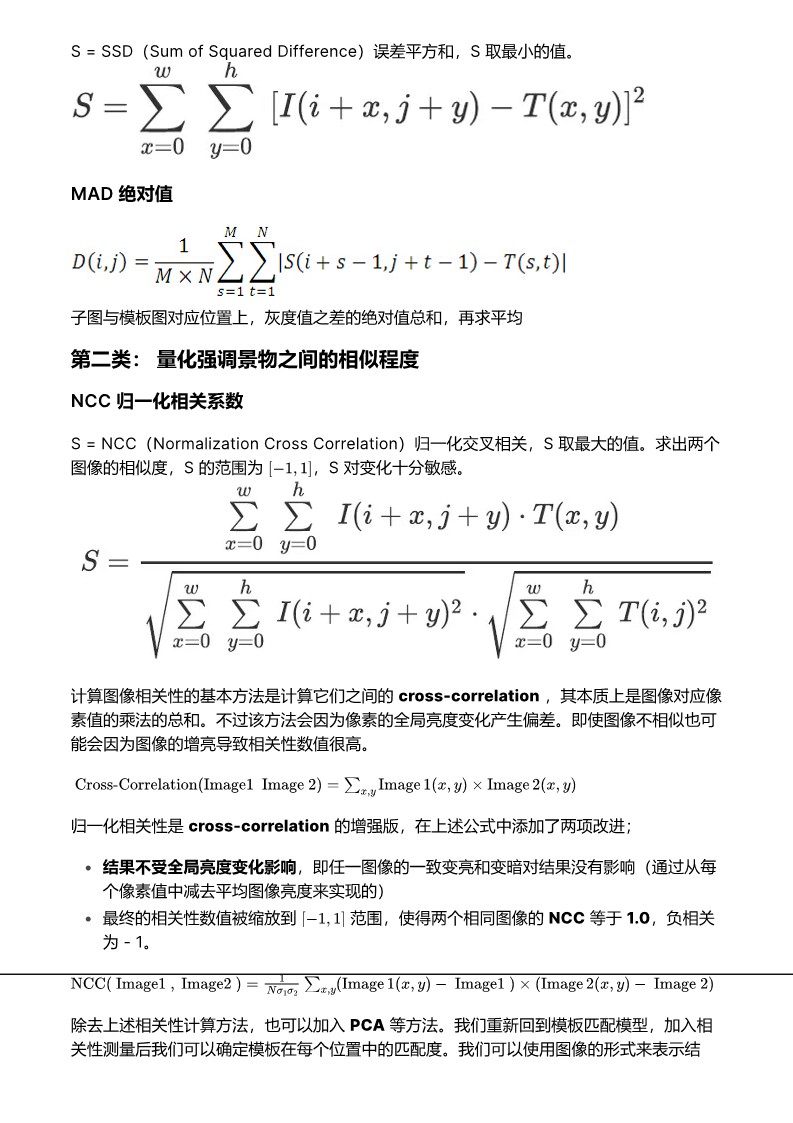 S = SSD（Sum of Squared Difference）误差平方和，S 取最小的值。
S = \sum_{x=0}^{w} \sum_{y=0}^{h} [I(i + x, j + y) − T(x, y)]^2
MAD 绝对值
D(i,j) = \frac{1}{M × N} \sum_{s=1}^{M} \sum_{t=1}^{N} |S(i + s − 1, j + t − 1) − T(s,t)|
子图与模板图对应位置上，灰度值之差的绝对值总和，再求平均
第二类： 量化强调景物之间的相似程度
NCC 归一化相关系数
S = NCC（Normalization Cross Correlation）归一化交叉相关，S 取最大的值。求出两个
图像的相似度，S 的范围为 [−1, 1]，S 对变化十分敏感。
S = \frac{\sum_{x=0}^{w} \sum_{y=0}^{h} I(i + x, j + y) · T(x, y)}{\sqrt{\sum_{x=0}^{w} \sum_{y=0}^{h} I(i + x, j + y)^2} · \sqrt{\sum_{x=0}^{w} \sum_{y=0}^{h} T(i, j)^2}}
计算图像相关性的基本方法是计算它们之间的 cross-correlation ，其本质上是图像对应像
素值的乘法的总和。不过该方法会因为像素的全局亮度变化产生偏差。即使图像不相似也可
能会因为图像的增亮导致相关性数值很高。
Cross-Correlation(Image1 Image 2) = \sum_{x,y} Image 1(x, y) × Image 2(x, y)
归一化相关性是 cross-correlation 的增强版，在上述公式中添加了两项改进；
• 结果不受全局亮度变化影响，即任一图像的一致变亮和变暗对结果没有影响（通过从每
个像素值中减去平均图像亮度来实现的）
• 最终的相关性数值被缩放到 [−1, 1] 范围，使得两个相同图像的 NCC 等于 1.0，负相关
为 - 1。
NCC( Image1 , Image2 ) = \frac{1}{Nσ_1σ_2} \sum_{x,y} (Image 1(x, y) − Image1 ) × (Image 2(x, y) − Image 2)
除去上述相关性计算方法，也可以加入 PCA 等方法。我们重新回到模板匹配模型，加入相
关性测量后我们可以确定模板在每个位置中的匹配度。我们可以使用图像的形式来表示结